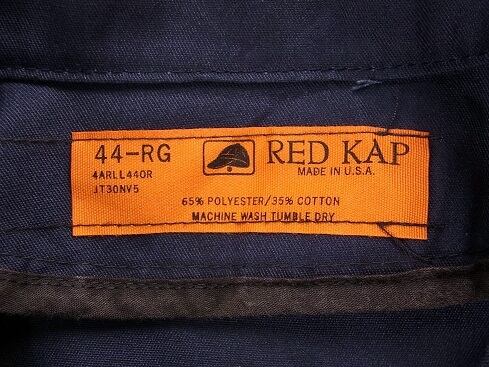 44-RG
4ARLL440R
JT30NV5
RED KAP
MADE IN U.S.A.
65% POLYESTER/35% COTTON
MACHINE WASH TUMBLE DRY